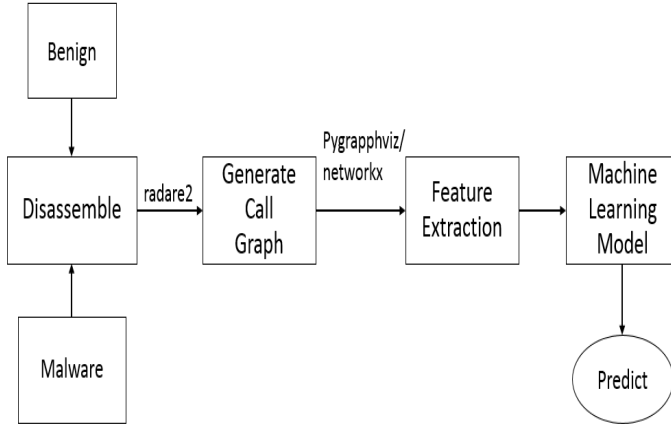 Benign
Disassemble
radare2
Generate
Call
Graph
Pygrapphviz/
networkx
Feature
Extraction
Machine
Learning
Model
Malware
Predict